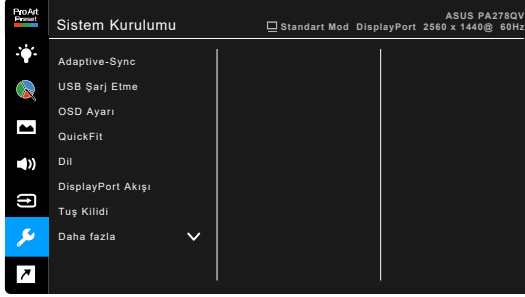 ProArt
Preset
Sistem Kurulumu
ASUS PA278QV
Standart Mod DisplayPort 2560 x 1440@ 60Hz
Adaptive-Sync
USB Şarj Etme
OSD Ayarı
QuickFit
Dil
DisplayPort Akışı
Tuş Kilidi
Daha fazla